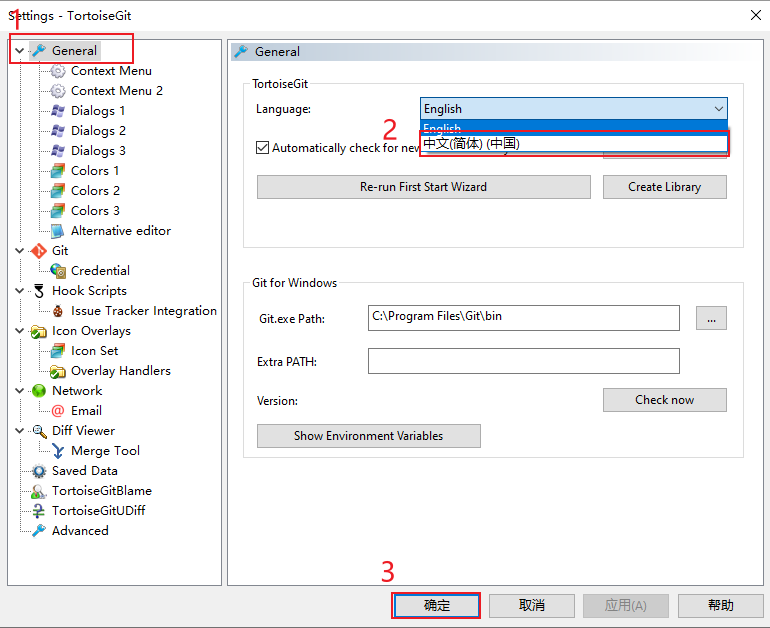 1
Settings - TortoiseGit
General
Context Menu
Context Menu 2
Dialogs 1
Dialogs 2
Dialogs 3
Colors 1
Colors 2
Colors 3
Alternative editor
Git
Credential
Hook Scripts
Issue Tracker Integration
Icon Overlays
Icon Set
Overlay Handlers
Network
Email
Diff Viewer
Merge Tool
Saved Data
TortoiseGitBlame
TortoiseGitUDiff
Advanced
General
TortoiseGit
Language:
English
2
English
中文(简体) (中国)
Automatically check for new
Re-run First Start Wizard
Create Library
Git for Windows
Git.exe Path:
C:\Program Files\Git\bin
...
Extra PATH:
Version:
Check now
Show Environment Variables
3
确定
取消
应用(A)
帮助